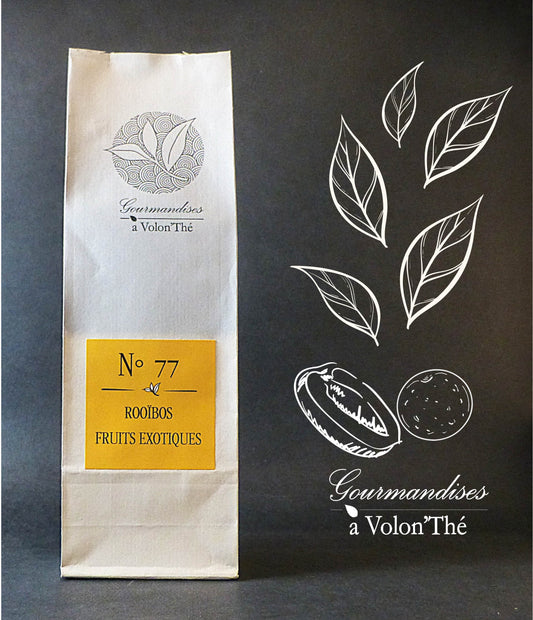 Gourmandises
à Volon'Thé
N° 77
ROOÏBOS
FRUITS EXOTIQUES
Gourmandises
à Volon'Thé